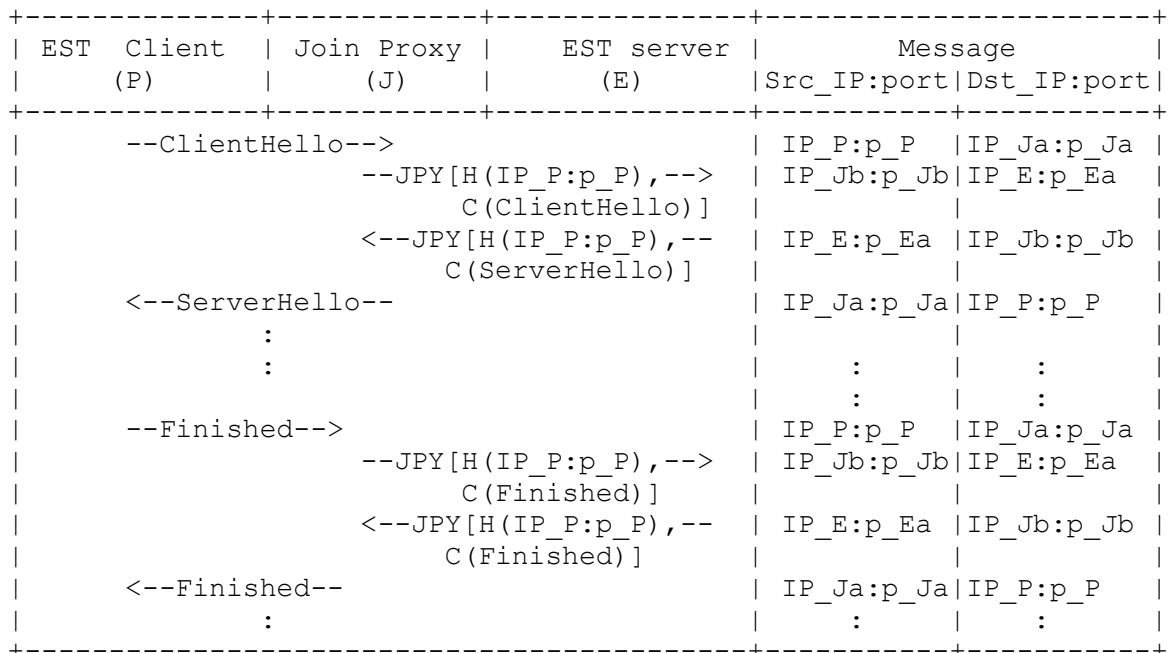 +--------------+------------+---------------+-----------------------+
| EST  Client  | Join Proxy |    EST server |        Message        |
|     (P)      |     (J)    |       (E)     |Src_IP:port|Dst_IP:port|
+--------------+------------+---------------+-----------+-----------+
|      --ClientHello-->                     | IP_P:p_P  |IP_Ja:p_Ja |
|                    --JPY[H(IP_P:p_P),-->  | IP_Jb:p_Jb|IP_E:p_Ea  |
|                          C(ClientHello)]  |           |           |
|                    <--JPY[H(IP_P:p_P),--  | IP_E:p_Ea |IP_Jb:p_Jb |
|                         C(ServerHello)]   |           |           |
|      <--ServerHello--                     | IP_Ja:p_Ja|IP_P:p_P   |
|              :                            |           |           |
|              :                            |     :     |    :      |
|                                           |     :     |    :      |
|      --Finished-->                        | IP_P:p_P  |IP_Ja:p_Ja |
|                    --JPY[H(IP_P:p_P),-->  | IP_Jb:p_Jb|IP_E:p_Ea  |
|                          C(Finished)]     |           |           |
|                    <--JPY[H(IP_P:p_P),--  | IP_E:p_Ea |IP_Jb:p_Jb |
|                         C(Finished)]      |           |           |
|      <--Finished--                        | IP_Ja:p_Ja|IP_P:p_P   |
|              :                            |     :     |    :      |
+-------------------------------------------+-----------+-----------+